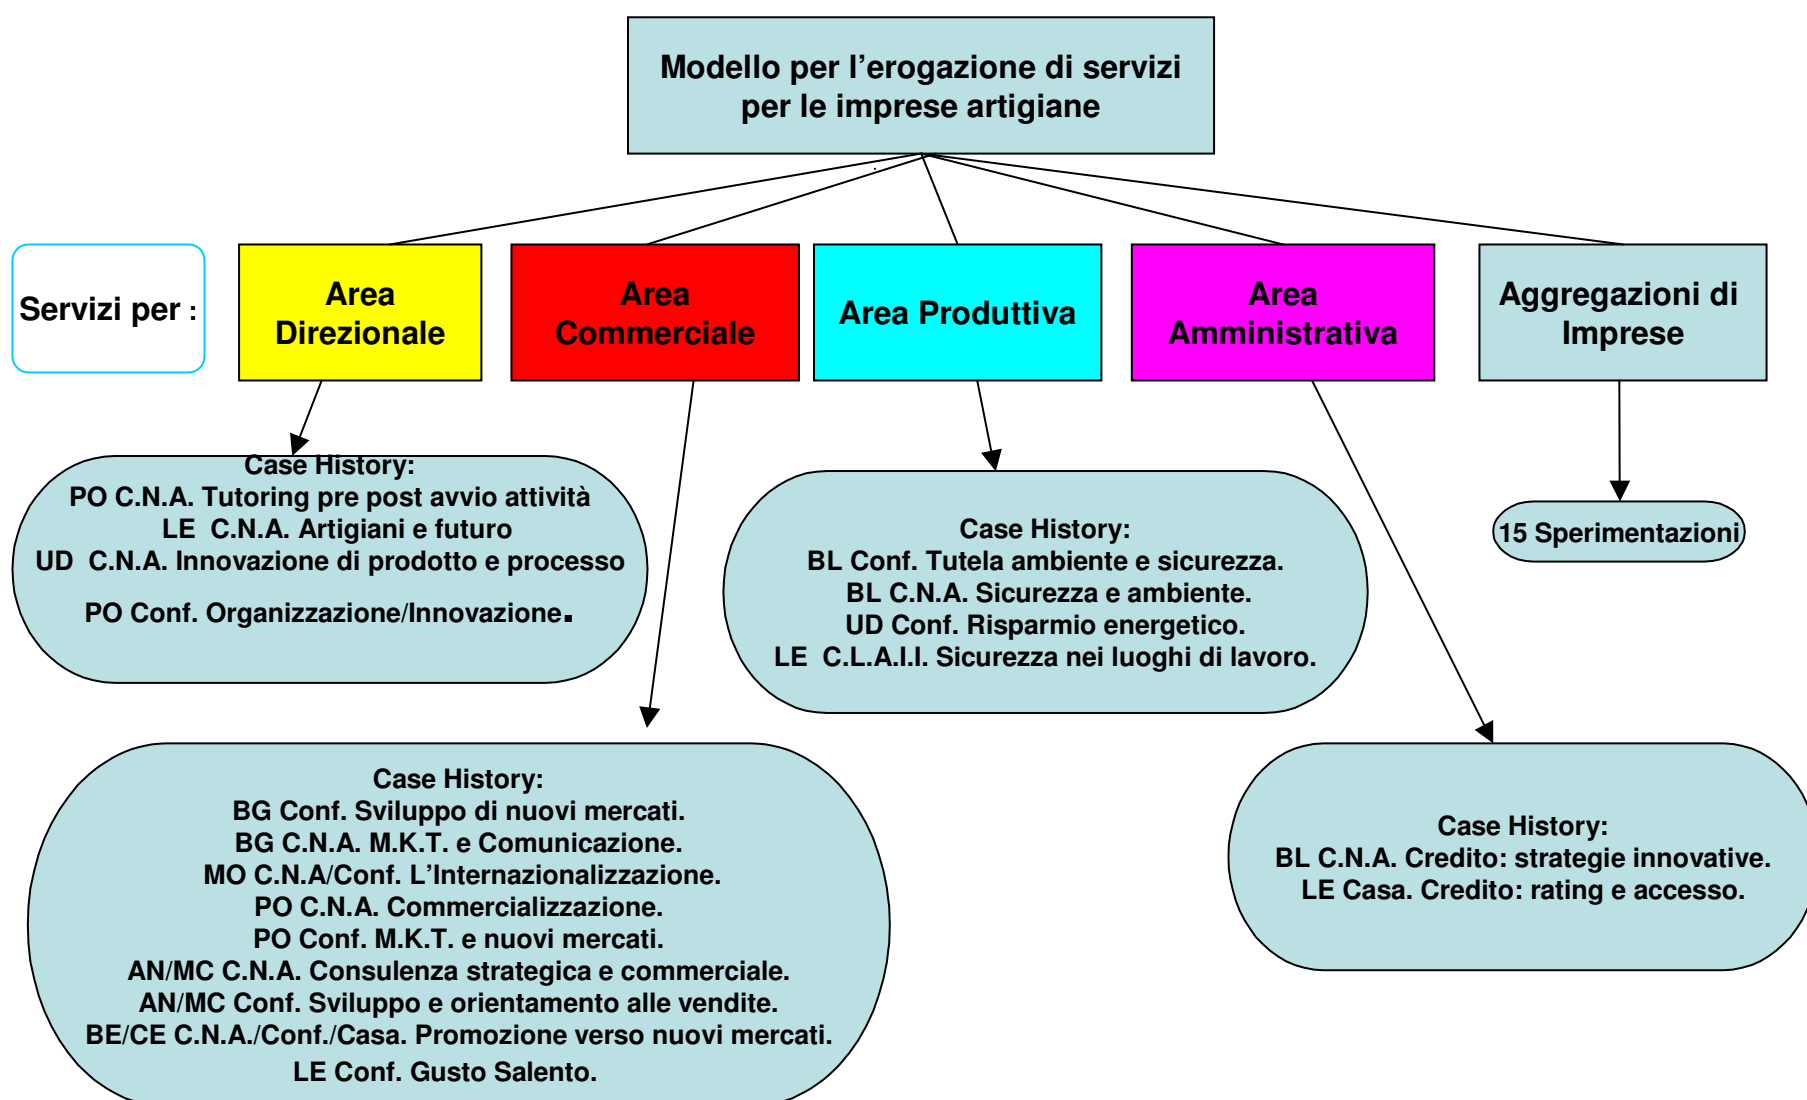 Modello per l'erogazione di servizi
per le imprese artigiane
Servizi per :
Area
Direzionale
Area
Commerciale
Area Produttiva
Area
Amministrativa
Aggregazioni di
Imprese
Case History:
PO C.N.A. Tutoring pre post avvio attività
LE C.N.A. Artigiani e futuro
UD C.N.A. Innovazione di prodotto e processo
PO Conf. Organizzazione/Innovazione.
Case History:
BL Conf. Tutela ambiente e sicurezza.
BL C.N.A. Sicurezza e ambiente.
UD Conf. Risparmio energetico.
LE C.L.A.I.I. Sicurezza nei luoghi di lavoro.
15 Sperimentazioni
Case History:
BG Conf. Sviluppo di nuovi mercati.
BG C.N.A. M.K.T. e Comunicazione.
MO C.N.A/Conf. L'Internazionalizzazione.
PO C.N.A. Commercializzazione.
PO Conf. M.K.T. e nuovi mercati.
AN/MC C.N.A. Consulenza strategica e commerciale.
AN/MC Conf. Sviluppo e orientamento alle vendite.
BE/CE C.N.A./Conf./Casa. Promozione verso nuovi mercati.
LE Conf. Gusto Salento.
Case History:
BL C.N.A. Credito: strategie innovative.
LE Casa. Credito: rating e accesso.